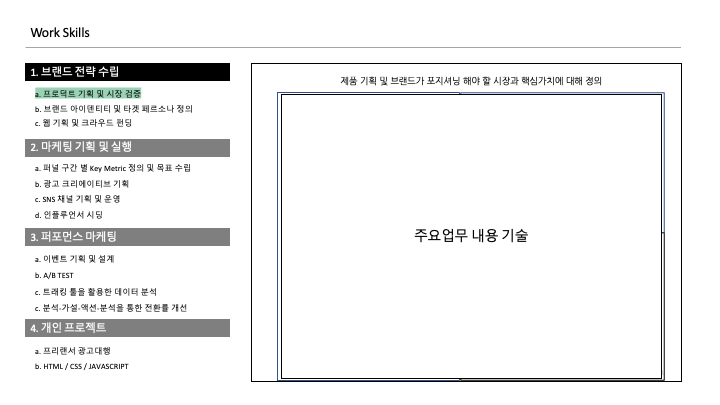 Work Skills
1. 브랜드 전략 수립
a. 프로덕트 기획 및 시장 검증
b. 브랜드 아이덴티티 및 타겟 페르소나 정의
c. 웹 기획 및 크라우드 펀딩
2. 마케팅 기획 및 실행
a. 퍼널 구간 별 Key Metric 정의 및 목표 수립
b. 광고 크리에이티브 기획
c. SNS 채널 기획 및 운영
d. 인플루언서 시딩
3. 퍼포먼스 마케팅
a. 이벤트 기획 및 설계
b. A/B TEST
c. 트래킹 툴을 활용한 데이터 분석
c. 분석-가설-액션-분석을 통한 전환률 개선
4. 개인 프로젝트
a. 프리랜서 광고대행
b. HTML / CSS / JAVASCRIPT
제품 기획 및 브랜드가 포지셔닝 해야 할 시장과 핵심가치에 대해 정의
주요업무 내용 기술